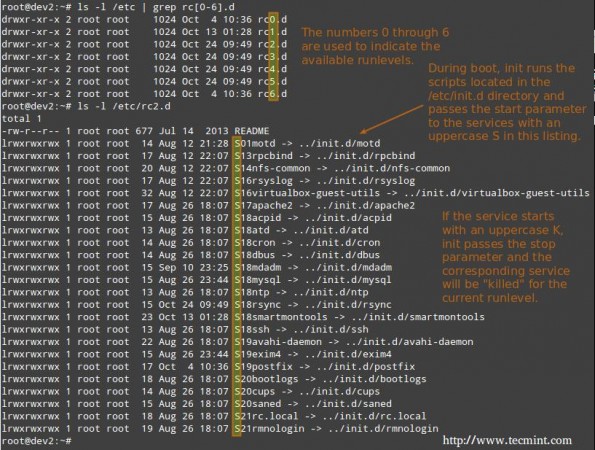 root@dev2:~# ls -l /etc | grep rc[0-6].d
drwxr-xr-x 2 root root 1024 Oct 4 10:36 rc0.d
drwxr-xr-x 2 root root 1024 Oct 13 01:28 rc1.d
drwxr-xr-x 2 root root 1024 Oct 24 09:49 rc2.d
drwxr-xr-x 2 root root 1024 Oct 24 09:49 rc3.d
drwxr-xr-x 2 root root 1024 Oct 24 09:49 rc4.d
drwxr-xr-x 2 root root 1024 Oct 24 09:49 rc5.d
drwxr-xr-x 2 root root 1024 Oct 4 10:36 rc6.d
The numbers 0 through 6
are used to indicate the
available runlevels.
root@dev2:~# ls -l /etc/rc2.d
total 1
-rw-r--r-- 1 root root 677 Jul 14 2013 README
lrwxrwxrwx 1 root root 14 Aug 12 21:28 S01motd -> ../init.d/motd
lrwxrwxrwx 1 root root 17 Aug 12 22:07 S13rpcbind -> ../init.d/rpcbind
lrwxrwxrwx 1 root root 20 Aug 12 22:07 S14nfs-common -> ../init.d/nfs-common
lrwxrwxrwx 1 root root 17 Aug 12 22:07 S16rsyslog -> ../init.d/rsyslog
lrwxrwxrwx 1 root root 32 Aug 12 22:07 S16virtualbox-guest-utils -> ../init.d/virtualbox-guest-utils
lrwxrwxrwx 1 root root 17 Aug 26 18:07 S17apache2 -> ../init.d/apache2
lrwxrwxrwx 1 root root 15 Aug 26 18:07 S18acpid -> ../init.d/acpid
lrwxrwxrwx 1 root root 13 Aug 26 18:07 S18atd -> ../init.d/atd
lrwxrwxrwx 1 root root 14 Aug 26 18:07 S18cron -> ../init.d/cron
lrwxrwxrwx 1 root root 14 Aug 26 18:07 S18dbus -> ../init.d/dbus
lrwxrwxrwx 1 root root 15 Sep 10 23:25 S18mdadm -> ../init.d/mdadm
lrwxrwxrwx 1 root root 15 Aug 26 23:44 S18mysql -> ../init.d/mysql
lrwxrwxrwx 1 root root 13 Aug 26 18:07 S18ntp -> ../init.d/ntp
lrwxrwxrwx 1 root root 15 Oct 24 09:49 S18rsync -> ../init.d/rsync
lrwxrwxrwx 1 root root 23 Oct 13 01:28 S18smartmontools -> ../init.d/smartmontools
lrwxrwxrwx 1 root root 13 Aug 26 18:07 S18ssh -> ../init.d/ssh
lrwxrwxrwx 1 root root 22 Aug 26 18:07 S19avahi-daemon -> ../init.d/avahi-daemon
lrwxrwxrwx 1 root root 15 Aug 26 23:44 S19exim4 -> ../init.d/exim4
lrwxrwxrwx 1 root root 17 Oct 4 10:36 S19postfix -> ../init.d/postfix
lrwxrwxrwx 1 root root 18 Aug 26 18:07 S20bootlogs -> ../init.d/bootlogs
lrwxrwxrwx 1 root root 14 Aug 26 18:07 S20cups -> ../init.d/cups
lrwxrwxrwx 1 root root 15 Aug 26 18:07 S20saned -> ../init.d/saned
lrwxrwxrwx 1 root root 18 Aug 26 18:07 S21rc.local -> ../init.d/rc.local
lrwxrwxrwx 1 root root 19 Aug 26 18:07 S21rmnologin -> ../init.d/rmnologin
root@dev2:~#
During boot, init runs the
scripts located in the
/etc/init.d directory and
passes the start parameter
to the services with an
uppercase S in this listing.
If the service starts
with an uppercase K,
init passes the stop
parameter and the
corresponding service
will be "killed" for the
current runlevel.
http://www.tecmint.com